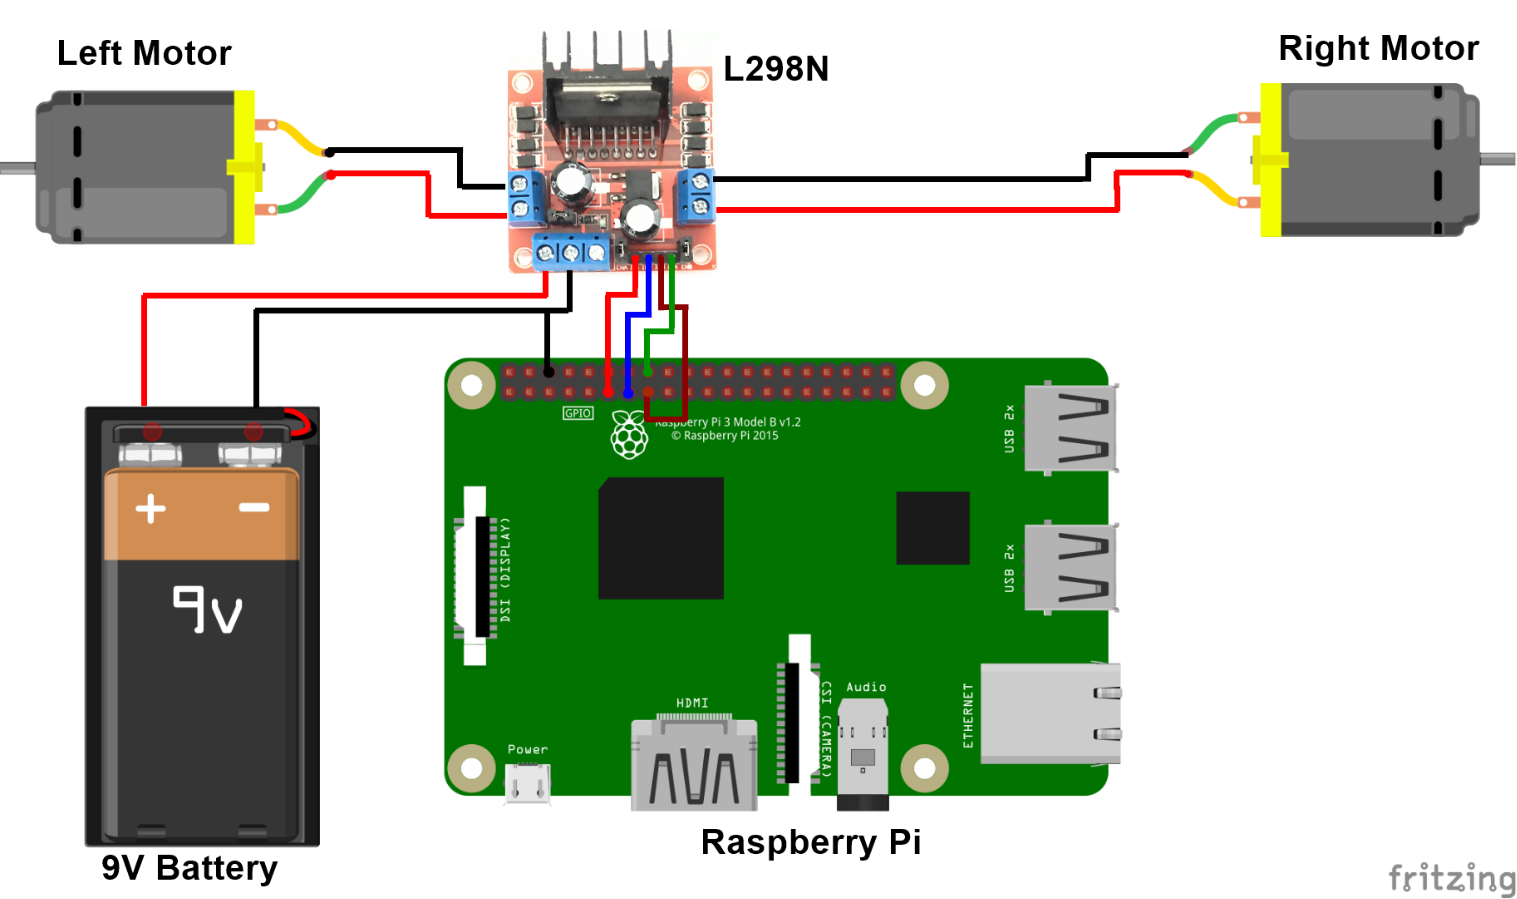 Left Motor
L298N
Right Motor
GPIO
Raspberry Pi 3 Model B v1.2
© Raspberry Pi 2015
USB 2x
USB 2x
DSI (DISPLAY)
+ −
9V
HDMI
CSI (CAMERA)
Audio
ETHERNET
Power
Raspberry Pi
9V Battery
fritzing